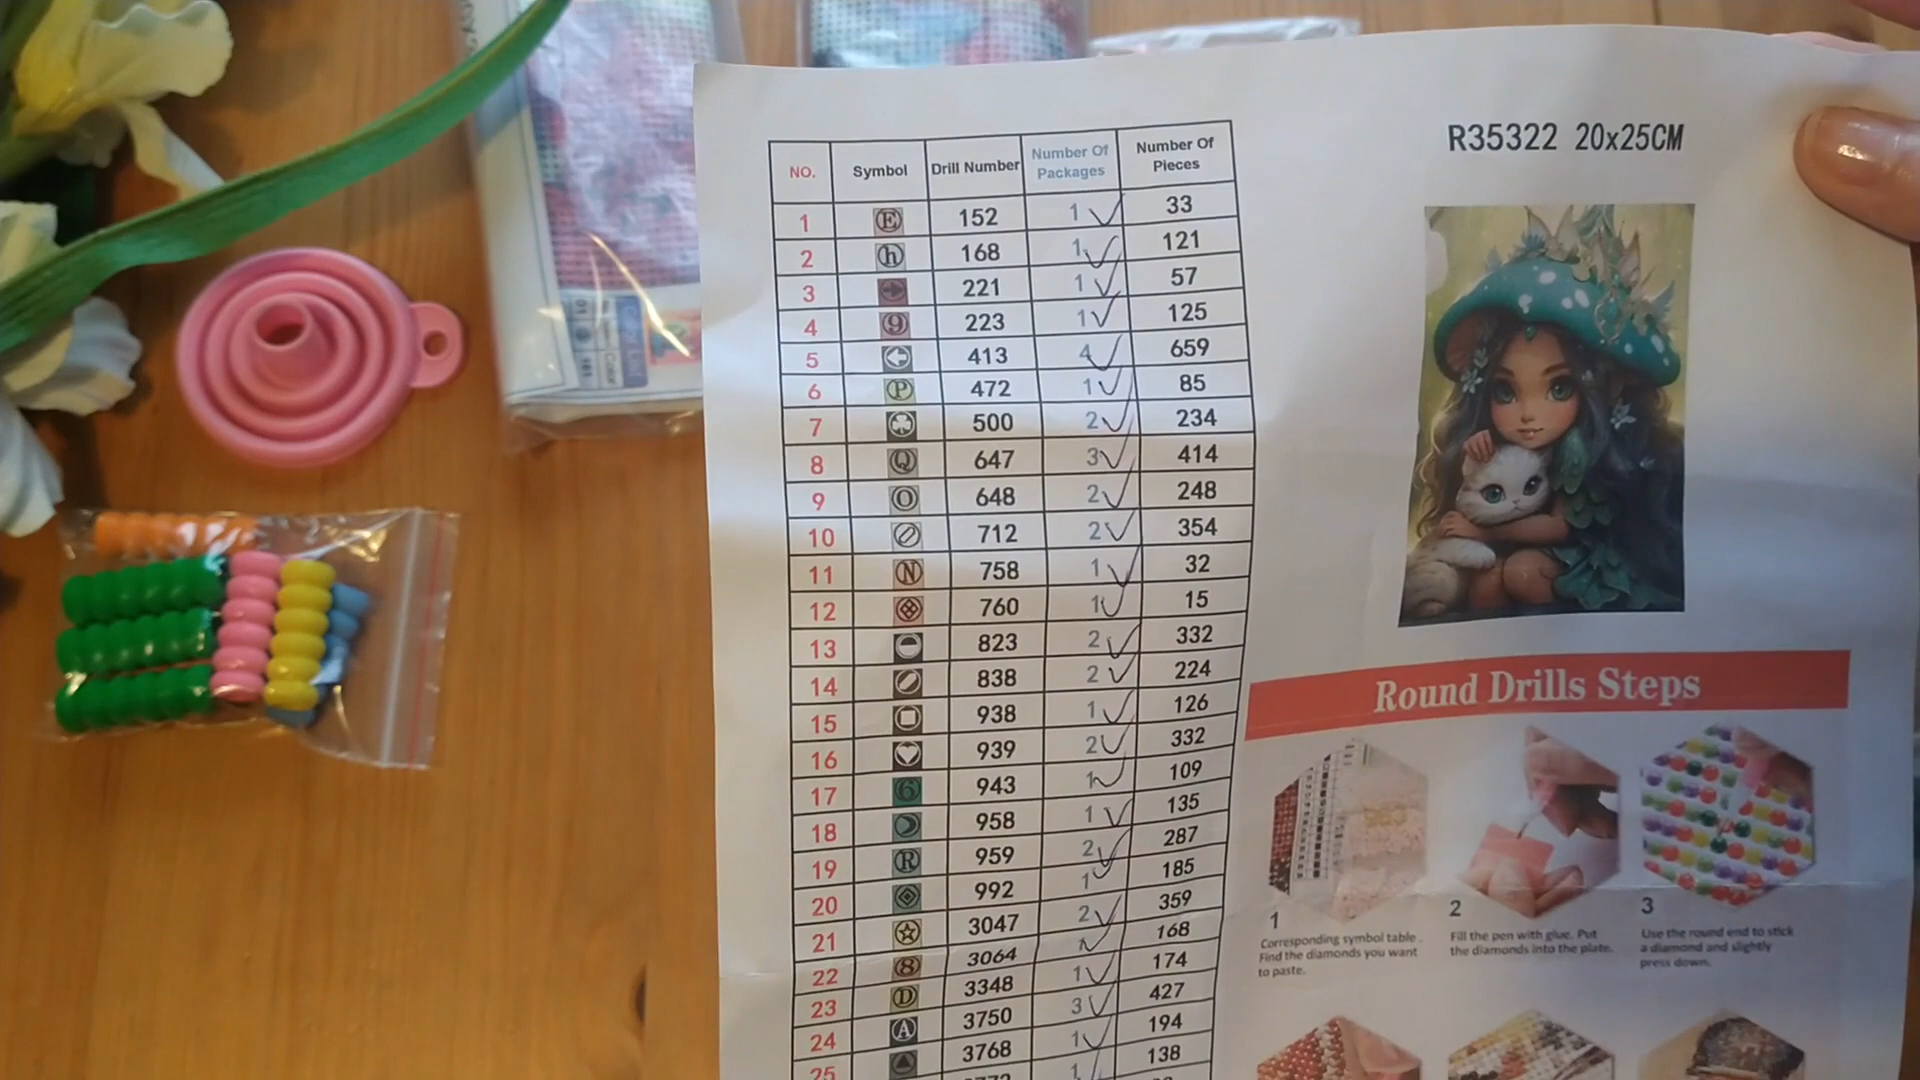 R35322 20x25CM
NO. Symbol Drill Number Number Of Packages Number Of Pieces
1 E 152 1 33
2 h 168 1 121
3 221 1 57
4 9 223 1 125
5 413 4 659
6 P 472 1 85
7 500 2 234
8 Q 647 3 414
9 O 648 2 248
10 712 2 354
11 N 758 1 32
12 760 1 15
13 823 2 332
14 838 2 224
15 938 1 126
16 939 2 332
17 6 943 1 109
18 958 1 135
19 R 959 2 287
20 992 1 185
21 3047 2 359
22 8 3064 1 168
23 D 3348 1 174
24 A 3750 3 427
25 3768 1 194
1 138
Round Drills Steps
1
Corresponding symbol table .
Find the diamonds you want
to paste.
2
Fill the pen with glue. Put
the diamonds into the plate.
3
Use the round end to stick
a diamond and slightly
press down.